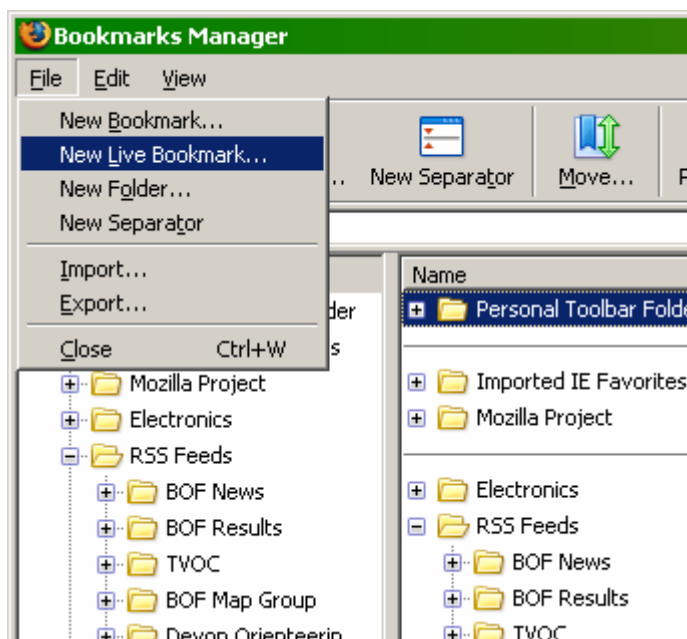 Bookmarks Manager
File Edit View
New Bookmark...
New Live Bookmark...
New Folder...
New Separator
Import...
Export...
Close Ctrl+W
New Separator
Move...
Name
Personal Toolbar Folde
Imported IE Favorites
Mozilla Project
Electronics
RSS Feeds
BOF News
BOF Results
TVOC
Mozilla Project
Electronics
RSS Feeds
BOF News
BOF Results
TVOC
BOF Map Group
Devon Orienteerin